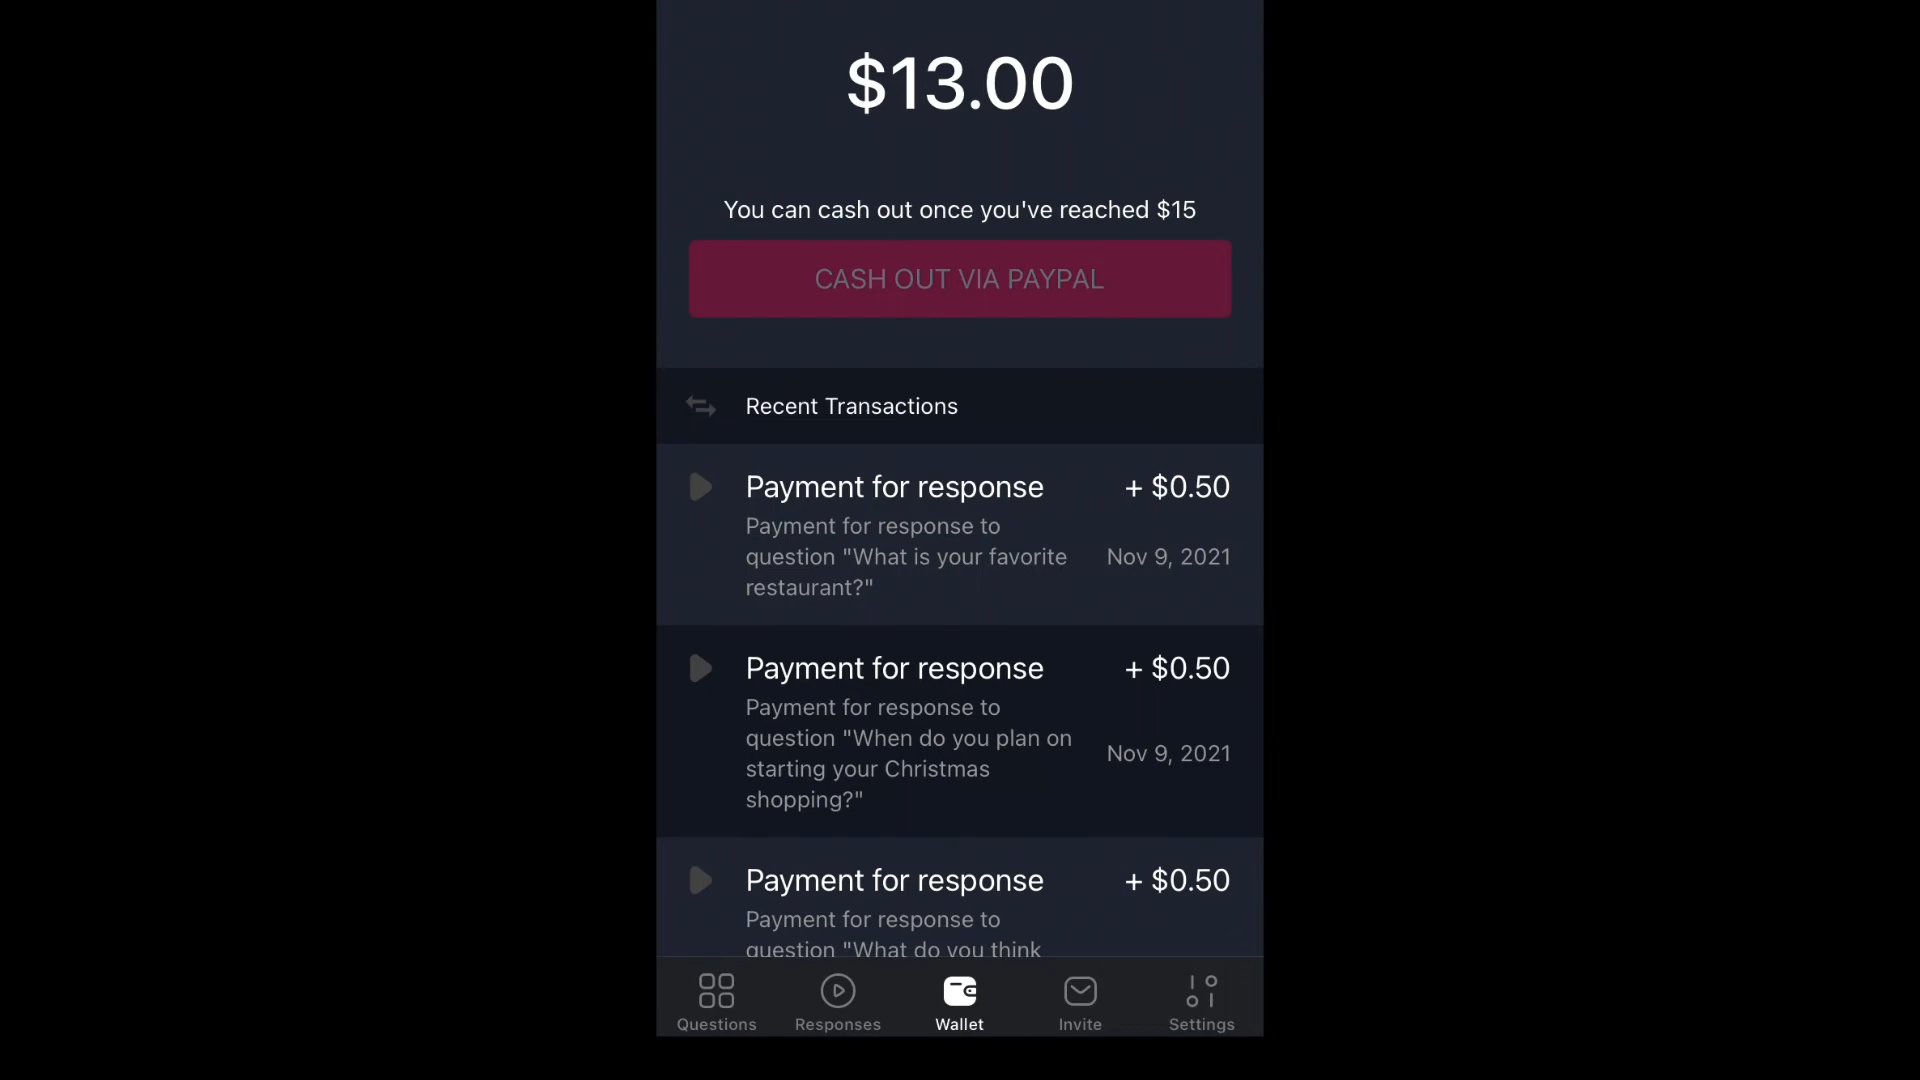 $13.00
You can cash out once you've reached $15
CASH OUT VIA PAYPAL
Recent Transactions
Payment for response + $0.50
Payment for response to
question "What is your favorite Nov 9, 2021
restaurant?"
Payment for response + $0.50
Payment for response to
question "When do you plan on
starting your Christmas Nov 9, 2021
shopping?"
Payment for response + $0.50
Payment for response to
question "What do you think
Questions Responses Wallet Invite Settings